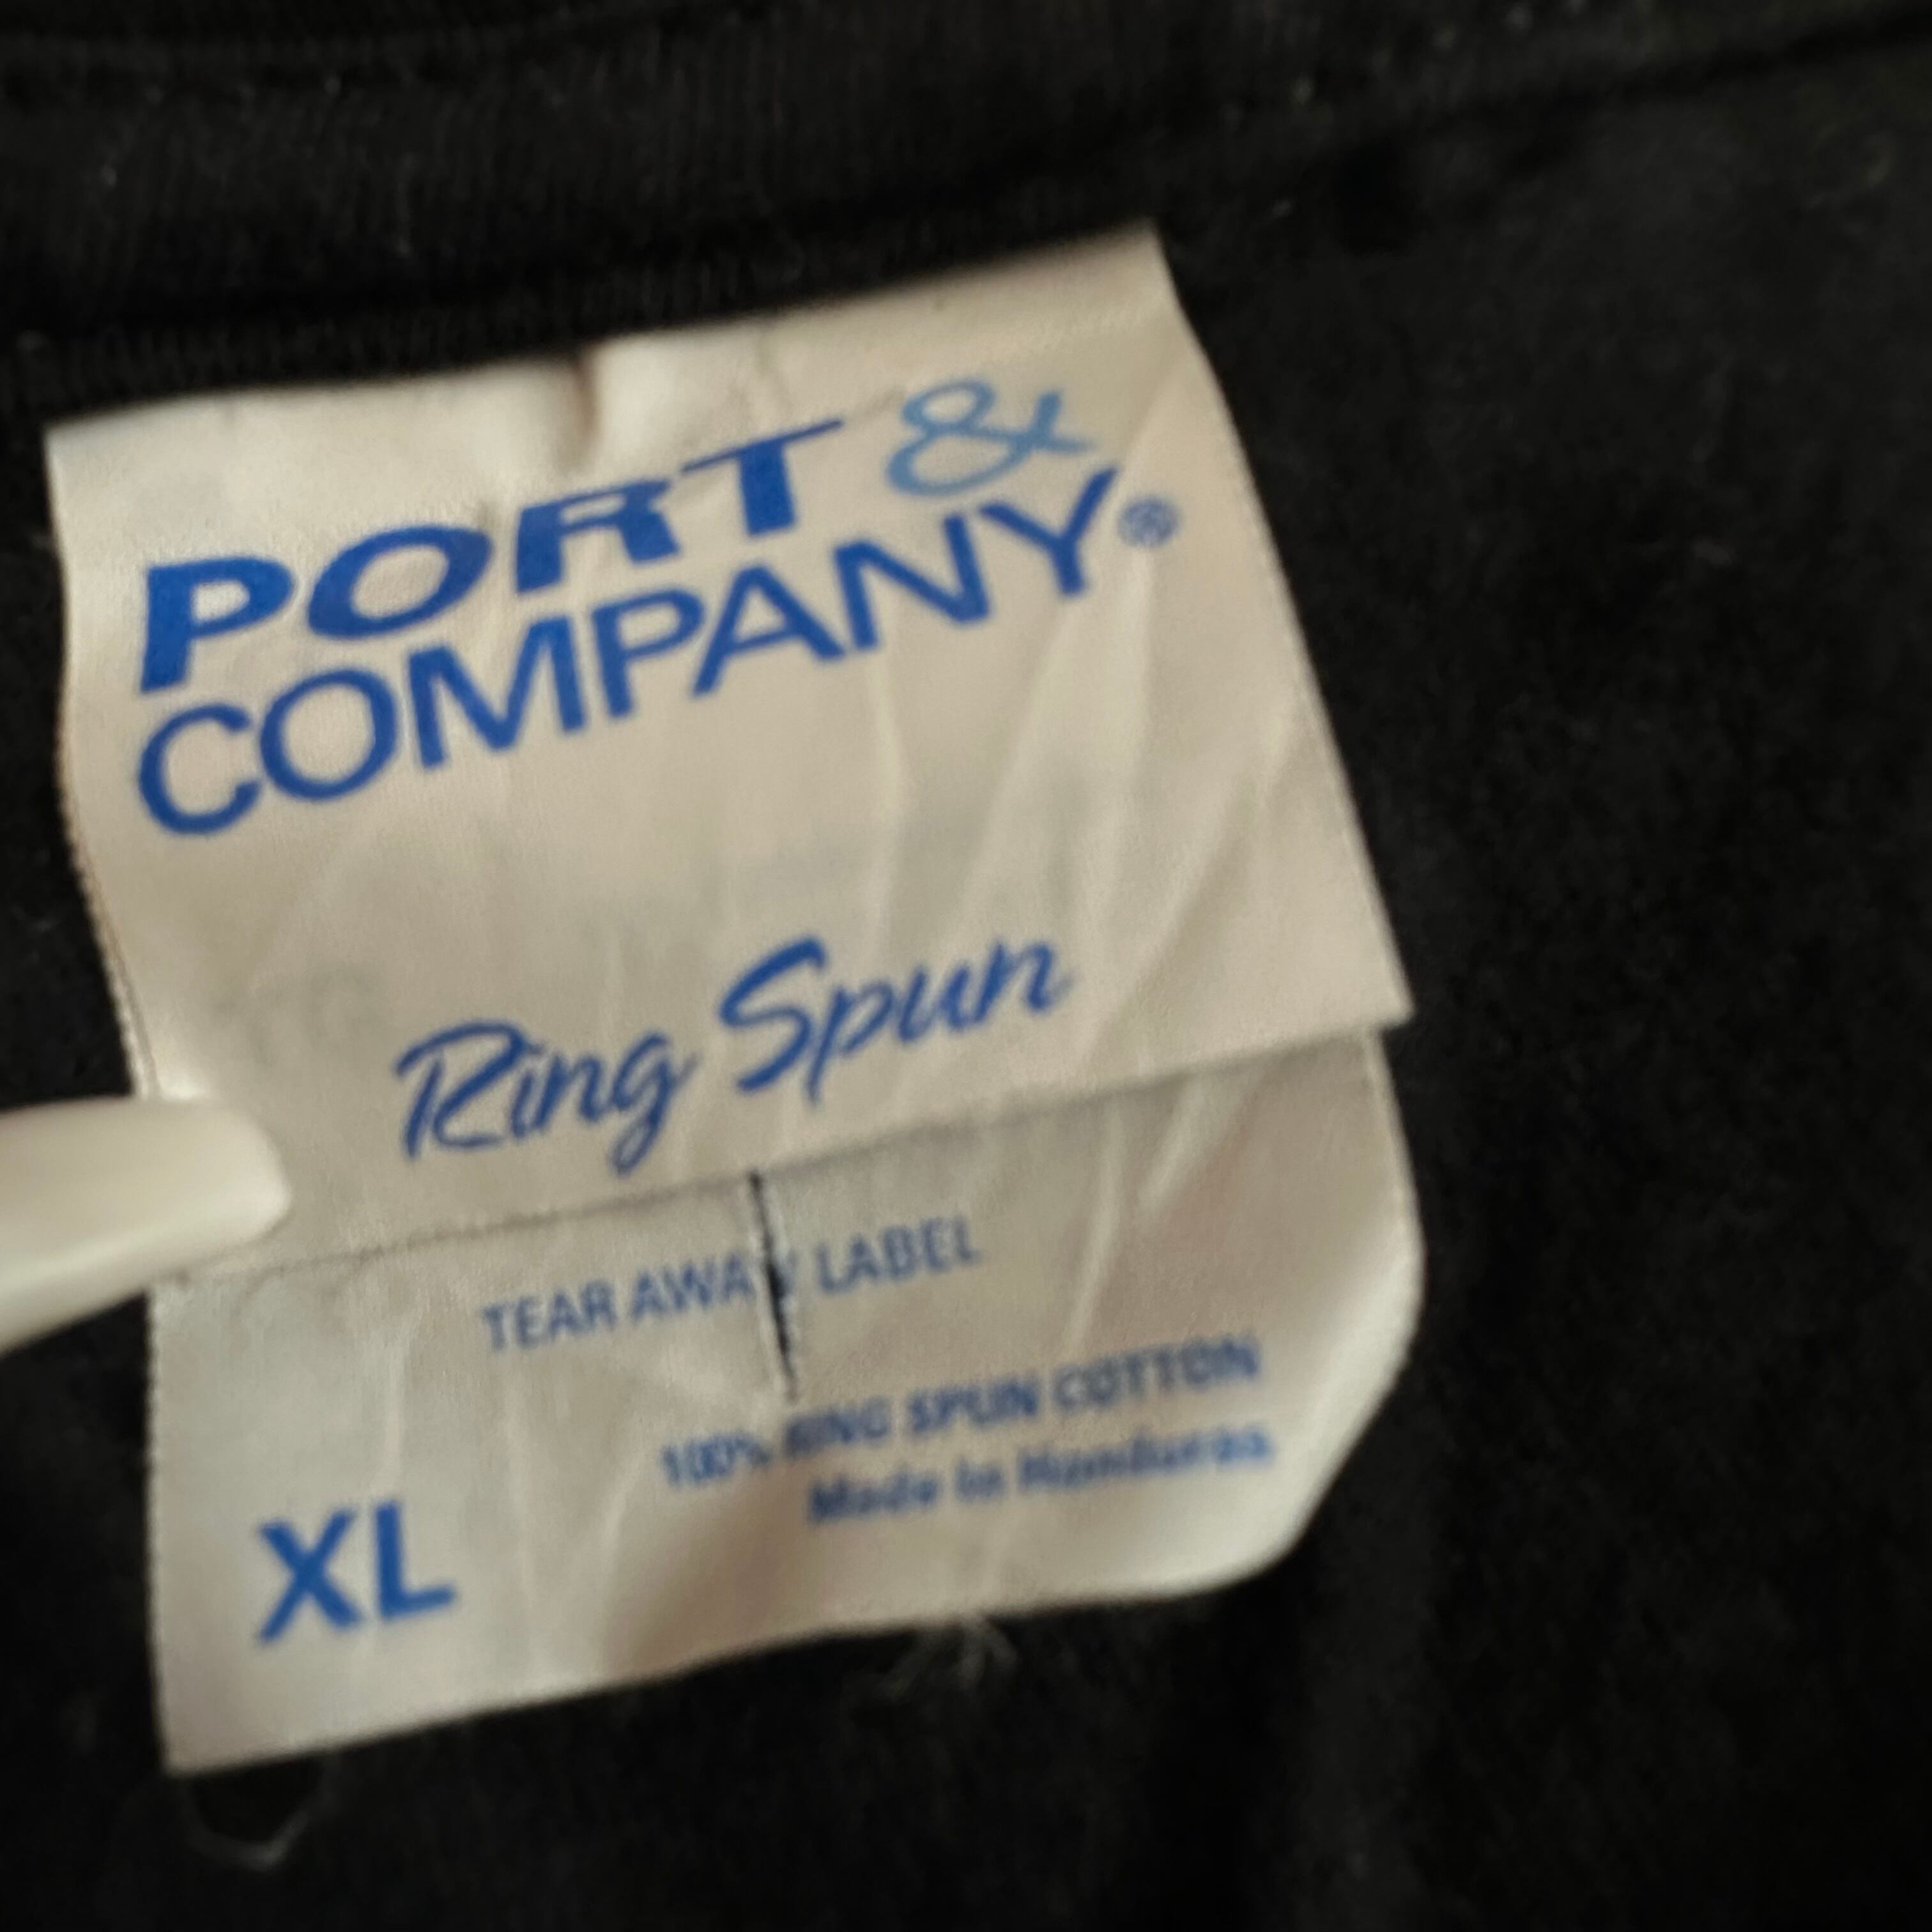 PORT &
COMPANY®
Ring Spun
TEAR AWAY LABEL
100% RING SPUN COTTON
Made in Honduras
XL